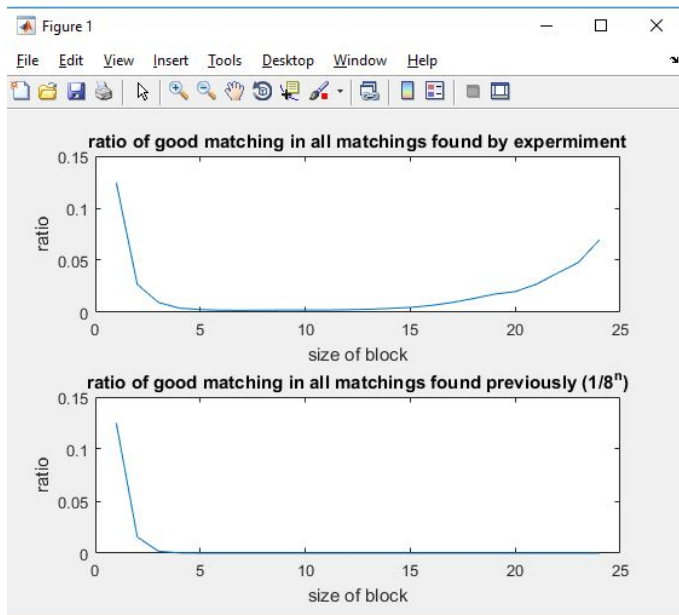 Figure 1
File Edit View Insert Tools Desktop Window Help
ratio of good matching in all matchings found by expermiment
0.15
0.1
0.05
0
ratio
0 5 10 15 20 25
size of block
ratio of good matching in all matchings found previously (1/8ⁿ)
0.15
0.1
0.05
0
ratio
0 5 10 15 20 25
size of block